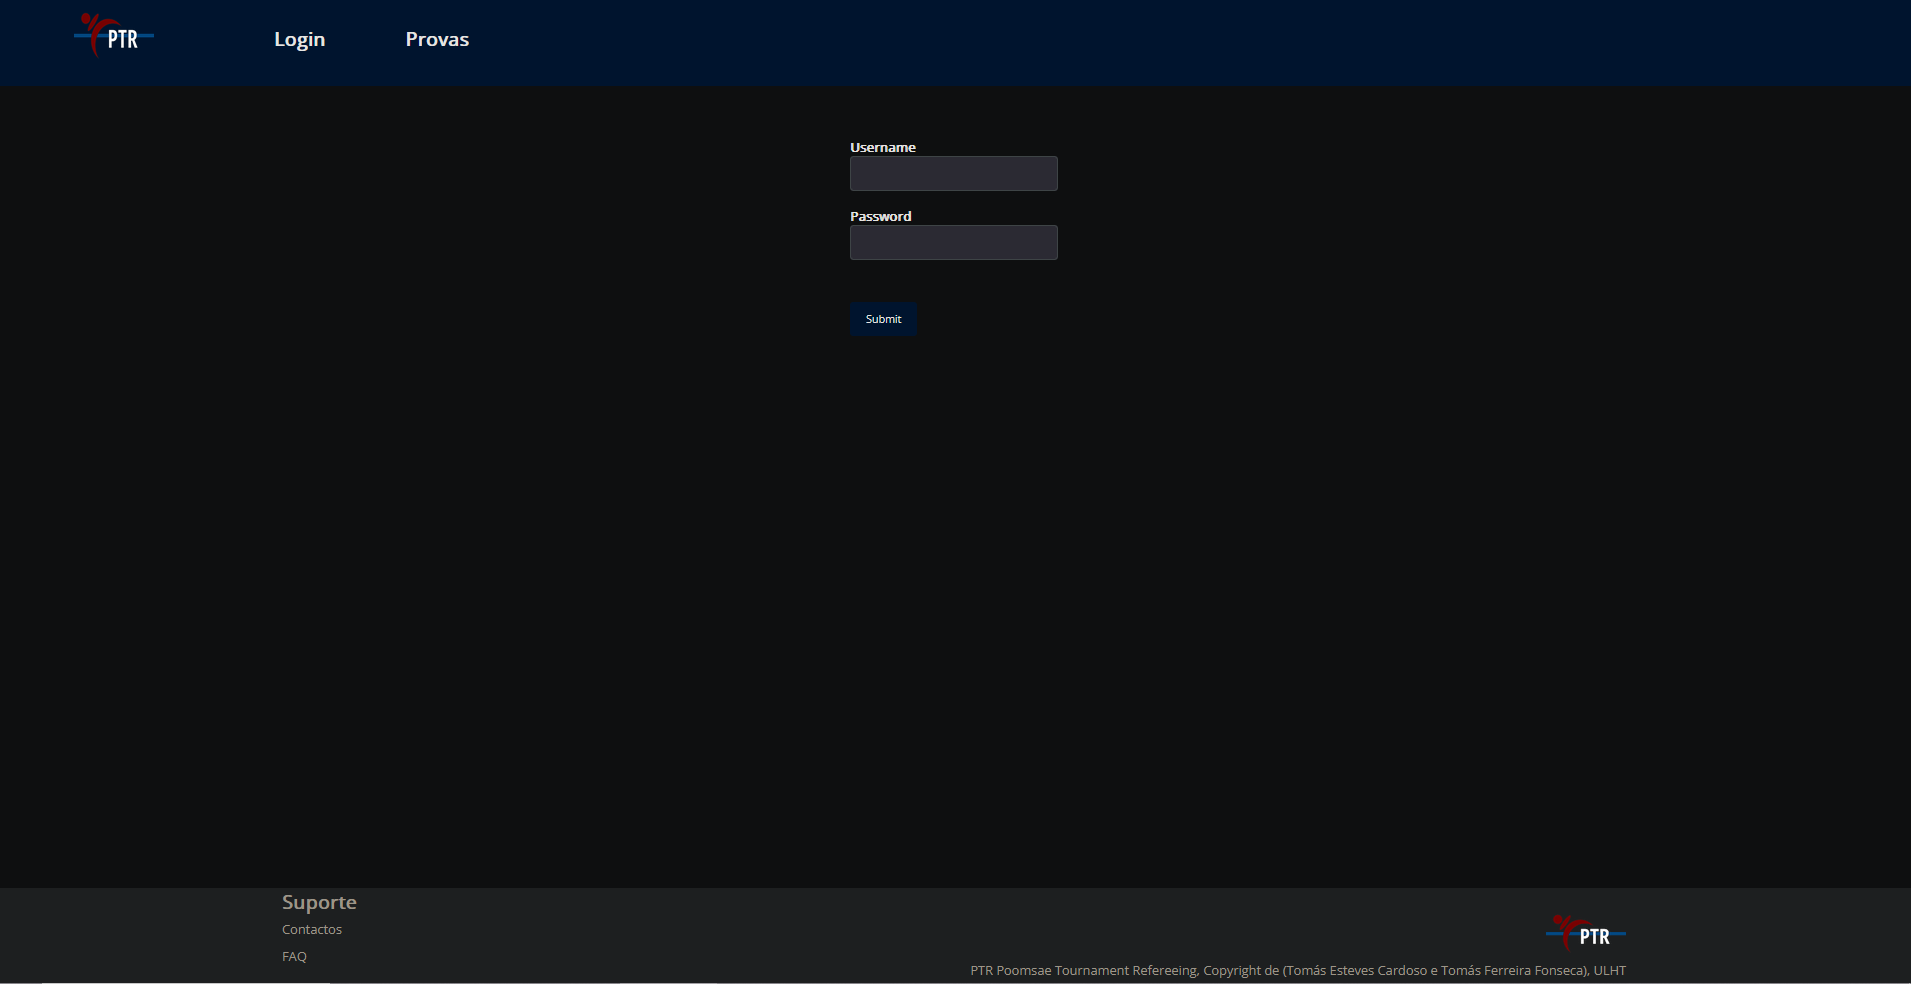 PTR
Login
Provas
Username
Password
Submit
Suporte
Contactos
FAQ
PTR
PTR Poomsae Tournament Refereeing, Copyright de (Tomás Esteves Cardoso e Tomás Ferreira Fonseca), ULHT